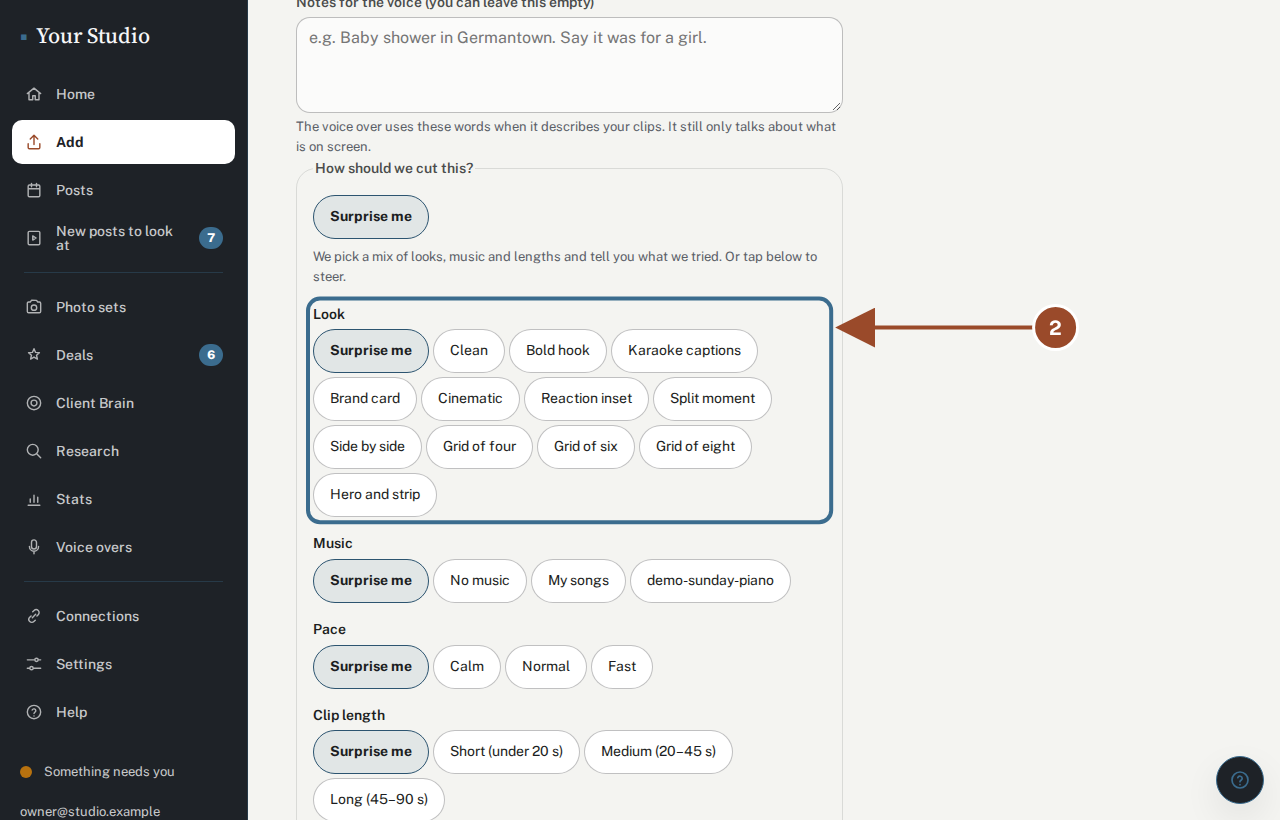 Your Studio
Home
Add
Posts
New posts to look
at
7
Photo sets
Deals
6
Client Brain
Research
Stats
Voice overs
Connections
Settings
Help
Something needs you
owner@studio.example
Notes for the voice (you can leave this empty)
e.g. Baby shower in Germantown. Say it was for a girl.
The voice over uses these words when it describes your clips. It still only talks about what
is on screen.
How should we cut this?
Surprise me
We pick a mix of looks, music and lengths and tell you what we tried. Or tap below to
steer.
Look
Surprise me Clean Bold hook Karaoke captions
Brand card Cinematic Reaction inset Split moment
Side by side Grid of four Grid of six Grid of eight
Hero and strip
2
Music
Surprise me No music My songs demo-sunday-piano
Pace
Surprise me Calm Normal Fast
Clip length
Surprise me Short (under 20 s) Medium (20–45 s)
Long (45–90 s)